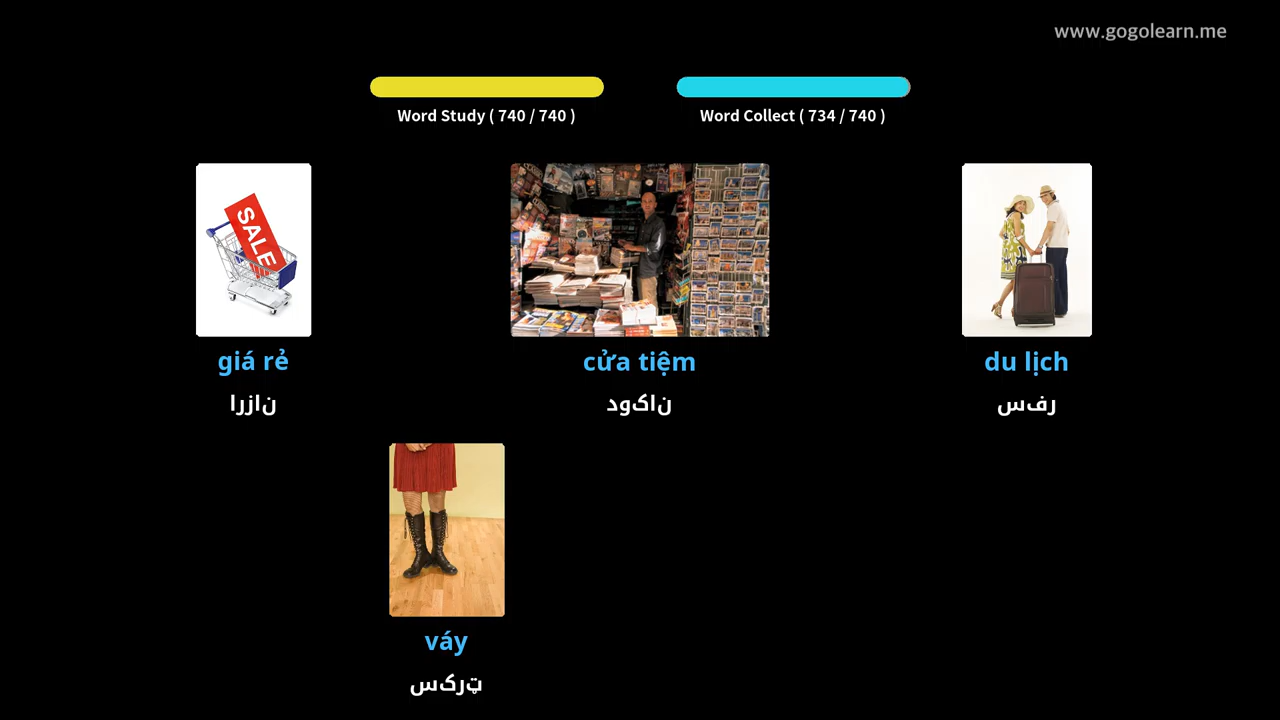 www.gogolearn.me
Word Study ( 740 / 740 )
Word Collect ( 734 / 740 )
SALE
giá rẻ
نازرا
cửa tiệm
ناکود
du lịch
رفس
váy
ټرکس